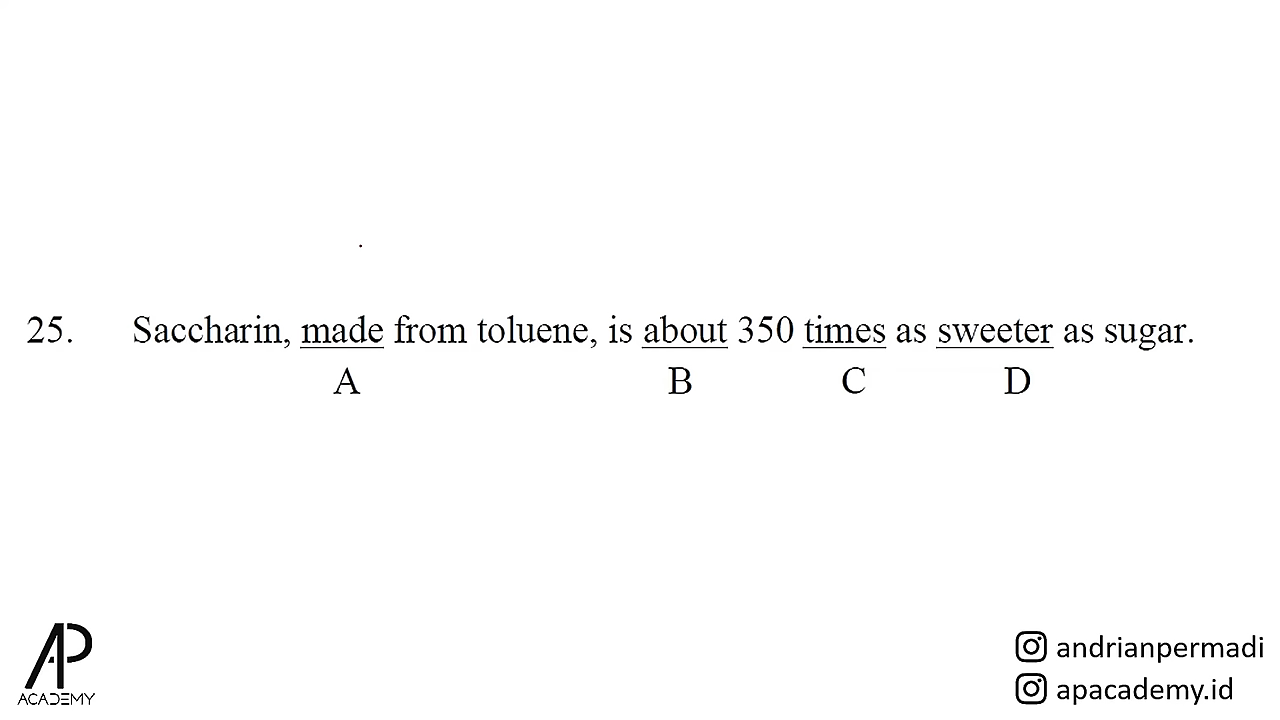 25. Saccharin, made from toluene, is about 350 times as sweeter as sugar.
A B C D
AP
ACADEMY
andrianpermadi
apacademy.id